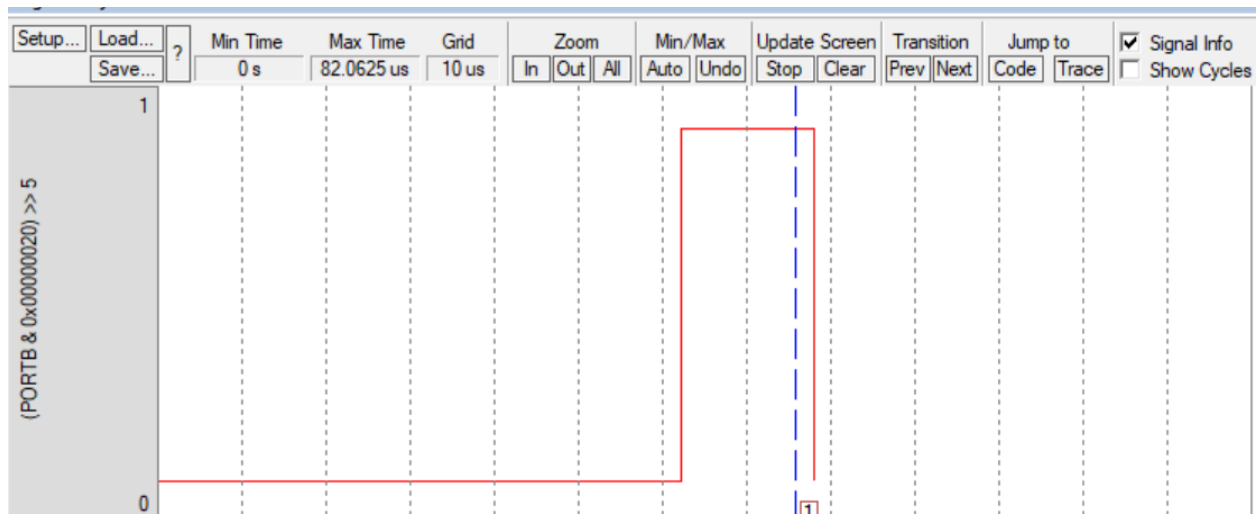 Setup... Load... ? Min Time Max Time Grid Zoom Min/Max Update Screen Transition Jump to Signal Info
Save... 0 s 82.0625 us 10 us In Out All Auto Undo Stop Clear Prev Next Code Trace Show Cycles
1
(PORTB & 0x00000020) >> 5
0
1